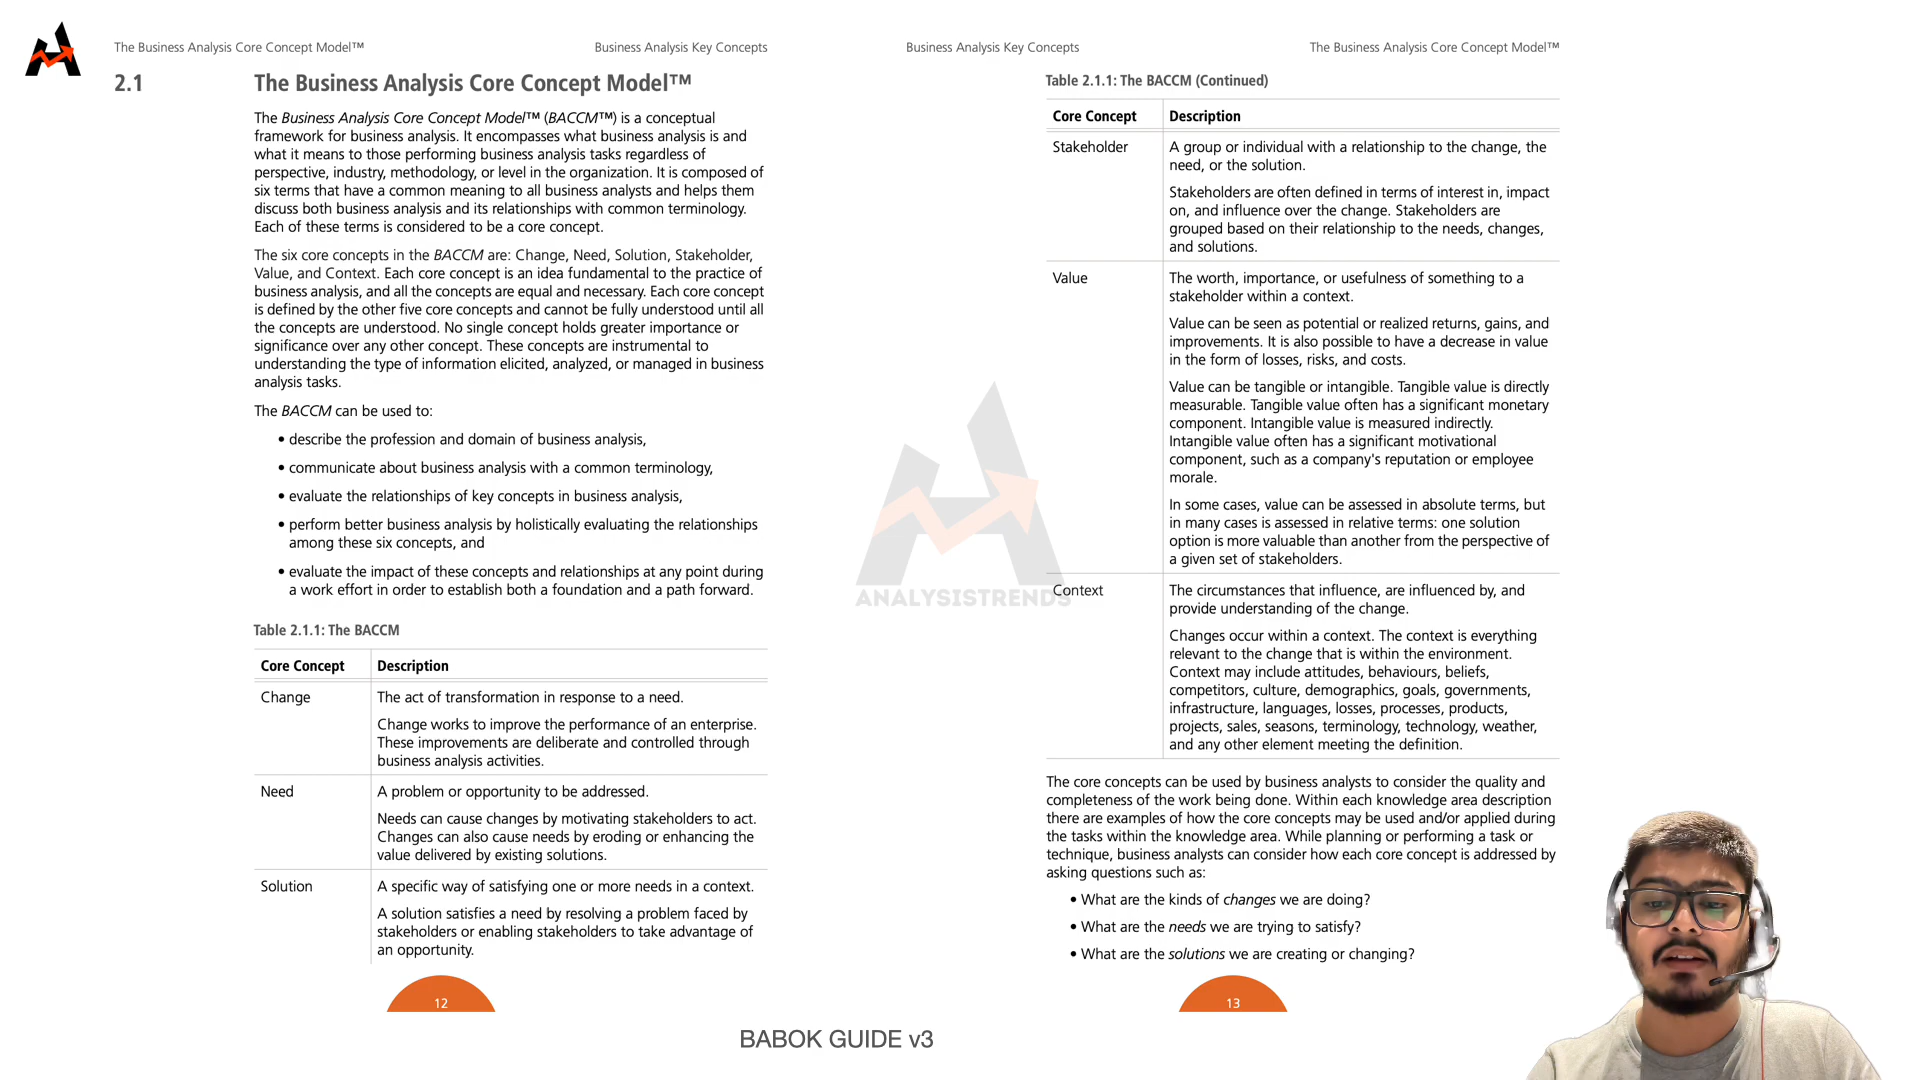 The Business Analysis Core Concept Model™
Business Analysis Key Concepts
2.1
The Business Analysis Core Concept Model™
The Business Analysis Core Concept Model™ (BACCM™) is a conceptual
framework for business analysis. It encompasses what business analysis is and
what it means to those performing business analysis tasks regardless of
perspective, industry, methodology, or level in the organization. It is composed of
six terms that have a common meaning to all business analysts and helps them
discuss both business analysis and its relationships with common terminology.
Each of these terms is considered to be a core concept.
The six core concepts in the BACCM are: Change, Need, Solution, Stakeholder,
Value, and Context. Each core concept is an idea fundamental to the practice of
business analysis, and all the concepts are equal and necessary. Each core concept
is defined by the other five core concepts and cannot be fully understood until all
the concepts are understood. No single concept holds greater importance or
significance over any other concept. These concepts are instrumental to
understanding the type of information elicited, analyzed, or managed in business
analysis tasks.
The BACCM can be used to:
• describe the profession and domain of business analysis,
• communicate about business analysis with a common terminology,
• evaluate the relationships of key concepts in business analysis,
• perform better business analysis by holistically evaluating the relationships
among these six concepts, and
• evaluate the impact of these concepts and relationships at any point during
a work effort in order to establish both a foundation and a path forward.
Table 2.1.1: The BACCM
Core Concept
Description
Change
The act of transformation in response to a need.
Change works to improve the performance of an enterprise.
These improvements are deliberate and controlled through
business analysis activities.
Need
A problem or opportunity to be addressed.
Needs can cause changes by motivating stakeholders to act.
Changes can also cause needs by eroding or enhancing the
value delivered by existing solutions.
Solution
A specific way of satisfying one or more needs in a context.
A solution satisfies a need by resolving a problem faced by
stakeholders or enabling stakeholders to take advantage of
an opportunity.
12
Business Analysis Key Concepts
The Business Analysis Core Concept Model™
Table 2.1.1: The BACCM (Continued)
Core Concept
Description
Stakeholder
A group or individual with a relationship to the change, the
need, or the solution.
Stakeholders are often defined in terms of interest in, impact
on, and influence over the change. Stakeholders are
grouped based on their relationship to the needs, changes,
and solutions.
Value
The worth, importance, or usefulness of something to a
stakeholder within a context.
Value can be seen as potential or realized returns, gains, and
improvements. It is also possible to have a decrease in value
in the form of losses, risks, and costs.
Value can be tangible or intangible. Tangible value is directly
measurable. Tangible value often has a significant monetary
component. Intangible value is measured indirectly.
Intangible value often has a significant motivational
component, such as a company's reputation or employee
morale.
In some cases, value can be assessed in absolute terms, but
in many cases is assessed in relative terms: one solution
option is more valuable than another from the perspective of
a given set of stakeholders.
Context
The circumstances that influence, are influenced by, and
provide understanding of the change.
Changes occur within a context. The context is everything
relevant to the change that is within the environment.
Context may include attitudes, behaviours, beliefs,
competitors, culture, demographics, goals, governments,
infrastructure, languages, losses, processes, products,
projects, sales, seasons, terminology, technology, weather,
and any other element meeting the definition.
The core concepts can be used by business analysts to consider the quality and
completeness of the work being done. Within each knowledge area description
there are examples of how the core concepts may be used and/or applied during
the tasks within the knowledge area. While planning or performing a task or
technique, business analysts can consider how each core concept is addressed by
asking questions such as:
• What are the kinds of changes we are doing?
• What are the needs we are trying to satisfy?
• What are the solutions we are creating or changing?
13
ANALYSISTRENDS
BABOK GUIDE v3